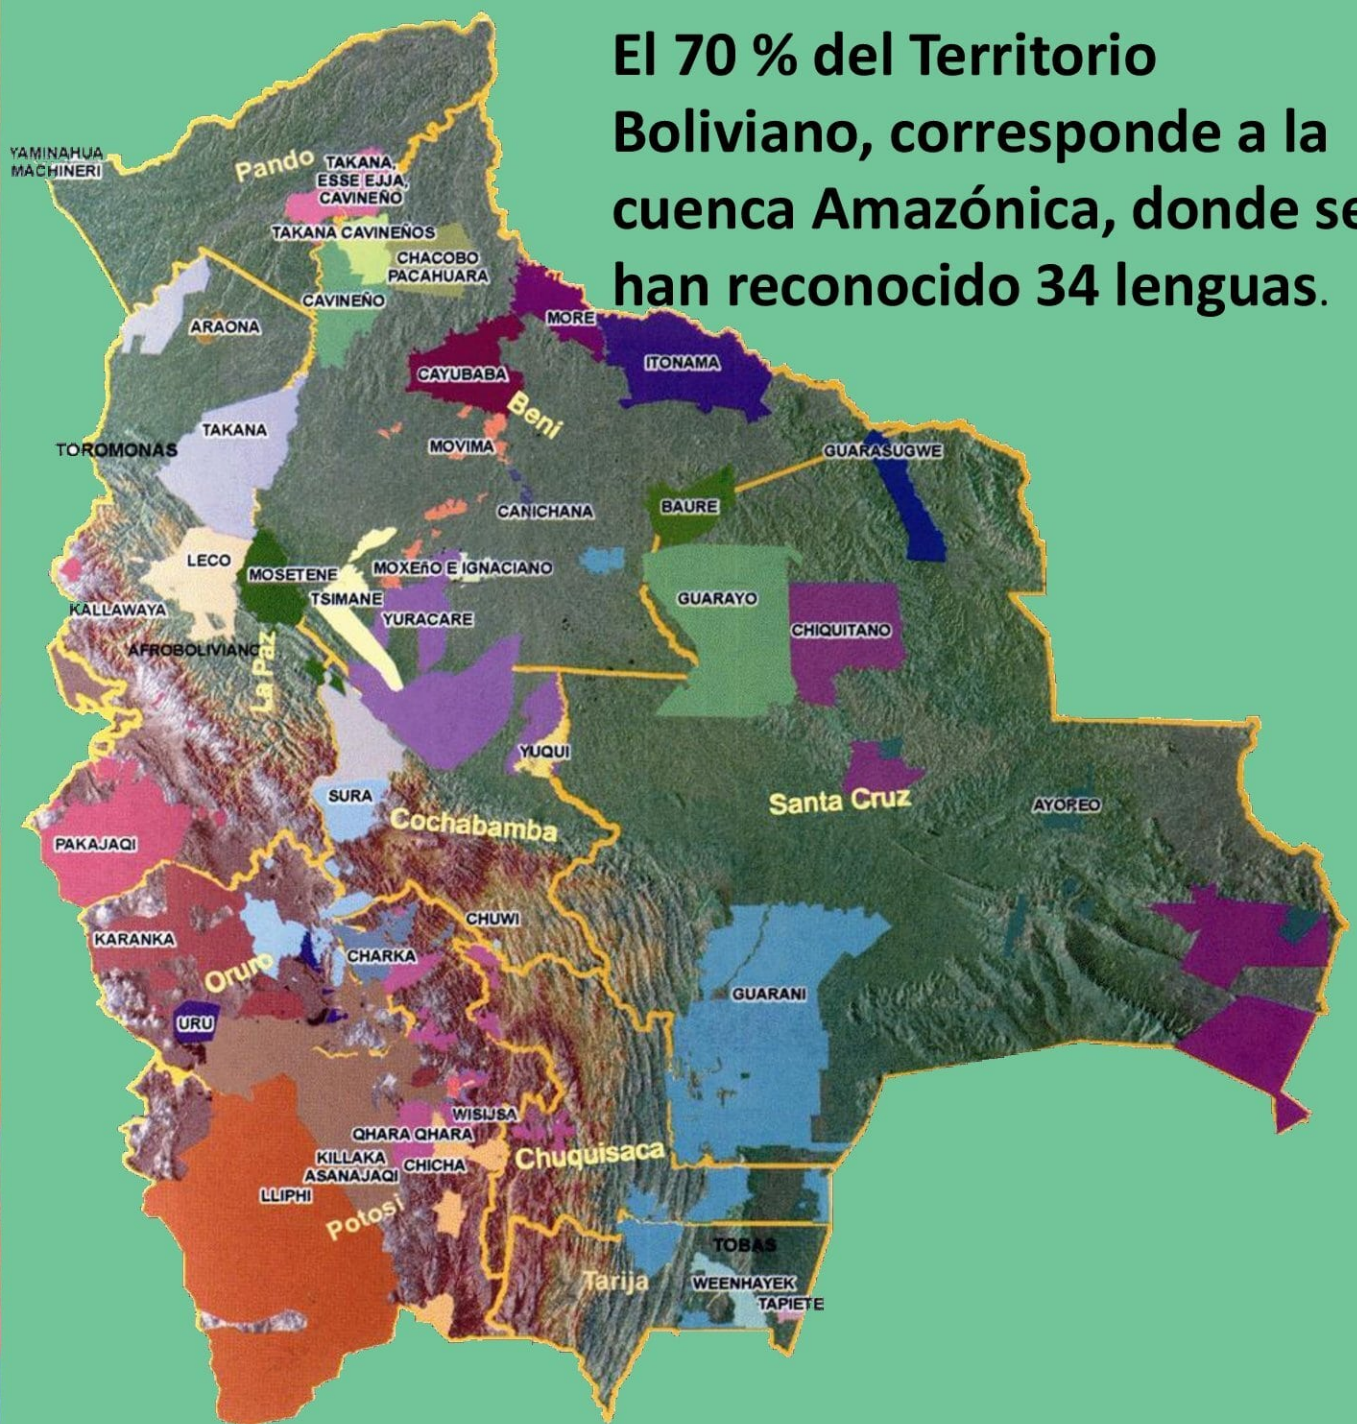 El 70 % del Territorio
Boliviano, corresponde a la
cuenca Amazónica, donde se
han reconocido 34 lenguas.
YAMINAHUA
MACHINERI
Pando
TAKANA,
ESSE EJJA,
CAVINEÑO
TAKANA CAVINEÑOS
CHACOBO
PACAHUARA
CAVINEÑO
ARAONA
MORE
ITONAMA
CAYUBABA
Beni
TAKANA
MOVIMA
TOROMONAS
GUARASUGWE
CANICHANA
BAURE
LECO
MOSETENE
MOXEÑO E IGNACIANO
TSIMANE
GUARAYO
KALLAWAYA
YURACARE
CHIQUITANO
AFROBOLIVIANO
La Paz
YUQUI
SURA
Santa Cruz
AYOREO
Cochabamba
PAKAJAQI
CHUWI
KARANKA
CHARKA
Oruro
GUARANI
URU
WISIJSA
QHARA QHARA
KILLAKA
ASANAJAQI
CHICHA
Chuquisaca
LLIPHI
Potosi
TOBAS
Tarija
WEENHAYEK
TAPIETE